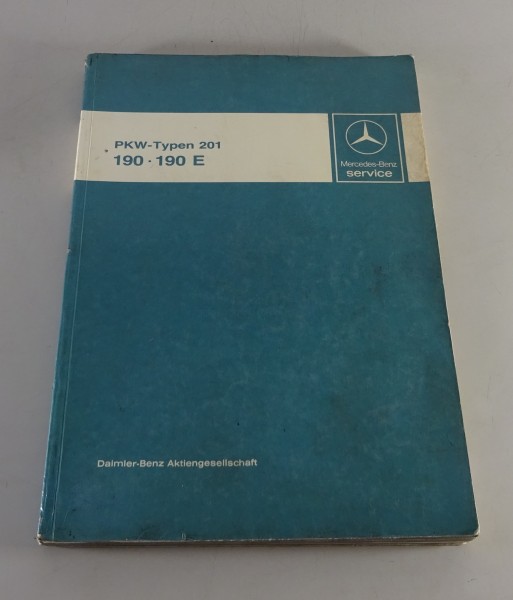 PKW-Typen 201
190 · 190 E
Mercedes-Benz
service
Daimler-Benz Aktiengesellschaft